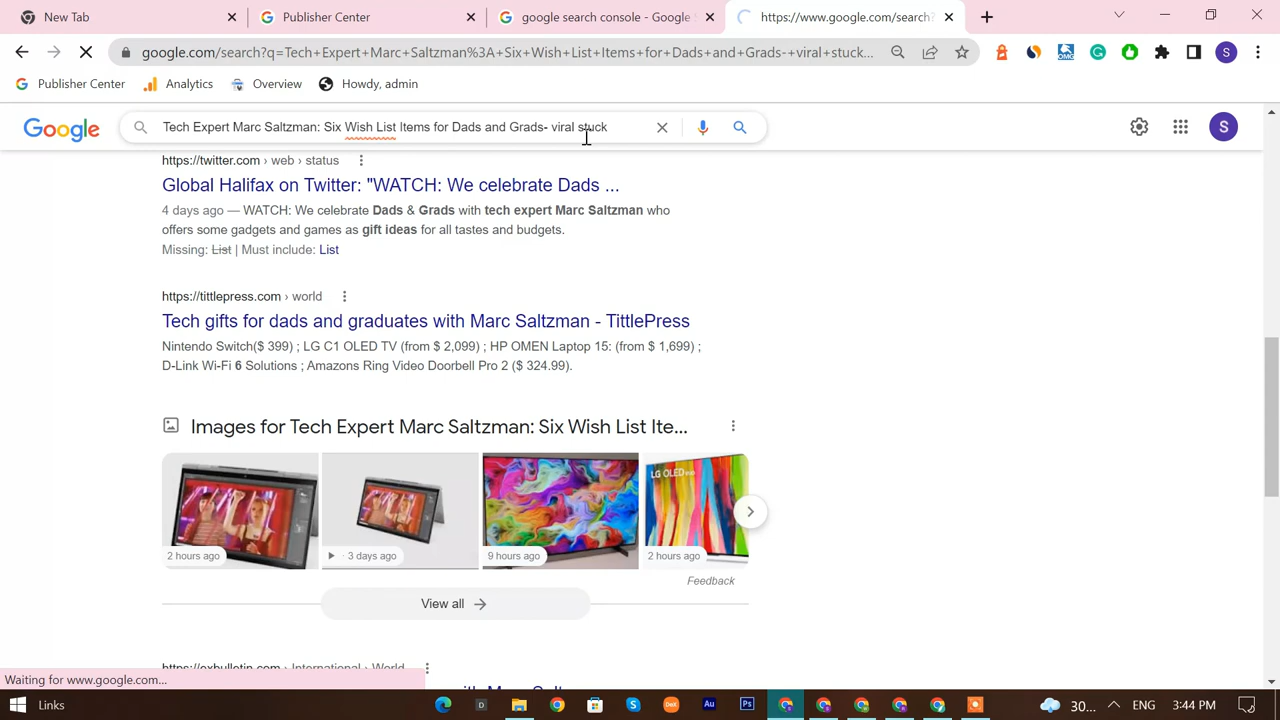 New Tab
Publisher Center
google search console - Google S
https://www.google.com/search?
google.com/search?q=Tech+Expert+Marc+Saltzman%3A+Six+Wish+List+Items+for+Dads+and+Grads-+viral+stuck...
Publisher Center
Analytics
Overview
Howdy, admin
Google
Tech Expert Marc Saltzman: Six Wish List Items for Dads and Grads- viral stuck
https://twitter.com › web › status
Global Halifax on Twitter: "WATCH: We celebrate Dads ...
4 days ago — WATCH: We celebrate Dads & Grads with tech expert Marc Saltzman who
offers some gadgets and games as gift ideas for all tastes and budgets.
Missing: List | Must include: List
https://tittlepress.com › world
Tech gifts for dads and graduates with Marc Saltzman - TittlePress
Nintendo Switch($ 399) ; LG C1 OLED TV (from $ 2,099) ; HP OMEN Laptop 15: (from $ 1,699) ;
D-Link Wi-Fi 6 Solutions ; Amazons Ring Video Doorbell Pro 2 ($ 324.99).
Images for Tech Expert Marc Saltzman: Six Wish List Ite...
LG OLED evo
2 hours ago
3 days ago
9 hours ago
2 hours ago
Feedback
View all
https://oxbulletin.com › International › World
with Marc
Waiting for www.google.com...
Links
30...
ENG
3:44 PM